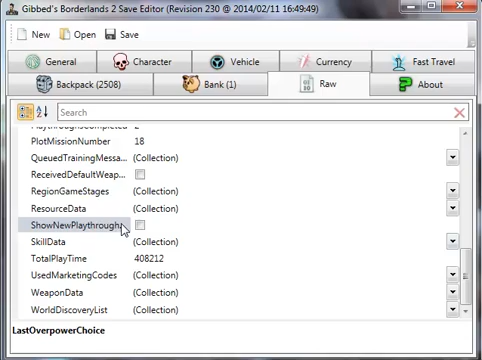 Gibbed's Borderlands 2 Save Editor (Revision 230 @ 2014/02/11 16:49:49)
New Open Save
General Character Vehicle Currency Fast Travel
Backpack (2508) Bank (1) Raw About
Search
PlaythroughsCompleted 2
PlotMissionNumber 18
QueuedTrainingMessa... (Collection)
ReceivedDefaultWeap...
RegionGameStages (Collection)
ResourceData (Collection)
ShowNewPlaythrough
SkillData (Collection)
TotalPlayTime 408212
UsedMarketingCodes (Collection)
WeaponData (Collection)
WorldDiscoveryList (Collection)
LastOverpowerChoice